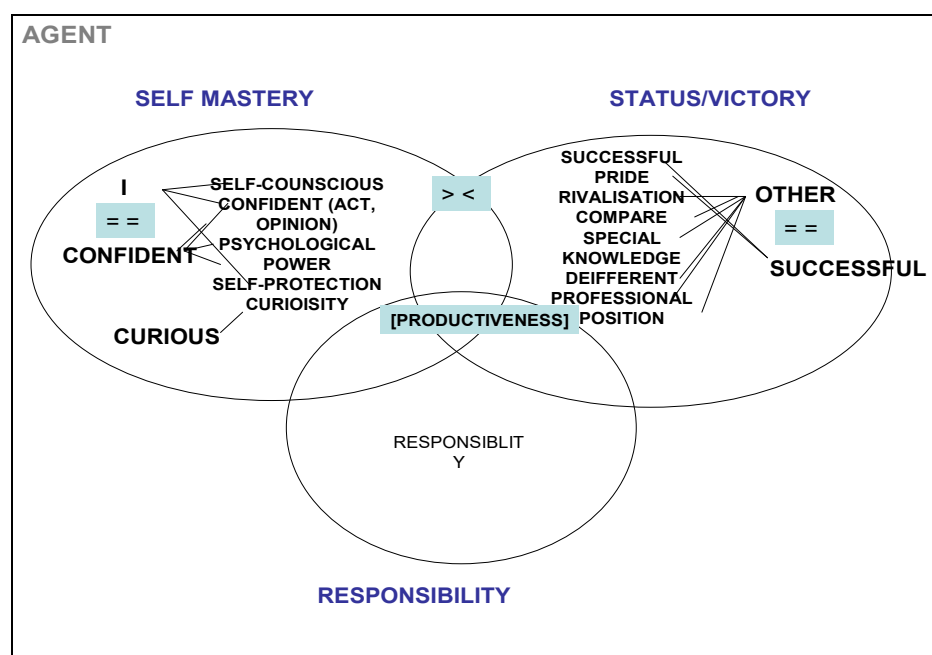 AGENT
SELF MASTERY
STATUS/VICTORY
I
= =
CONFIDENT
CURIOUS
SELF-COUNSCIOUS
CONFIDENT (ACT,
OPINION)
PSYCHOLOGICAL
POWER
SELF-PROTECTION
CURIOISITY
> <
SUCCESSFUL
PRIDE
RIVALISATION
COMPARE
SPECIAL
KNOWLEDGE
DEIFFERENT
PROFESSIONAL
POSITION
OTHER
= =
SUCCESSFUL
[PRODUCTIVENESS]
RESPONSIBLIT
Y
RESPONSIBILITY